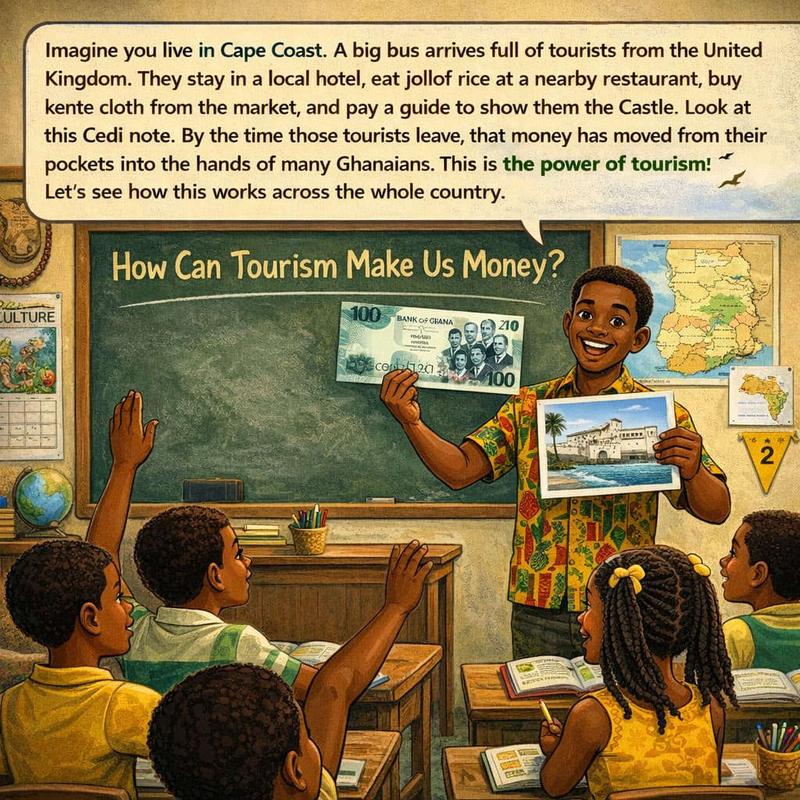 Imagine you live in Cape Coast. A big bus arrives full of tourists from the United
Kingdom. They stay in a local hotel, eat jollof rice at a nearby restaurant, buy
kente cloth from the market, and pay a guide to show them the Castle. Look at
this Cedi note. By the time those tourists leave, that money has moved from their
pockets into the hands of many Ghanaians. This is the power of tourism!
Let's see how this works across the whole country.
How Can Tourism Make Us Money?
CULTURE
100
BANK OF GHANA
210
100
2